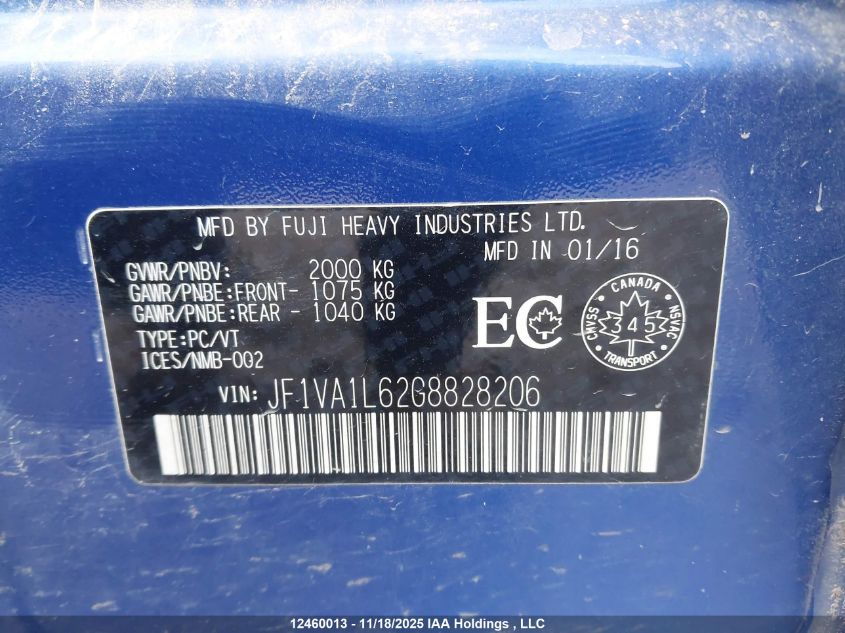 MFD BY FUJI HEAVY INDUSTRIES LTD.
MFD IN 01/16
GVWR/PNBV: 2000 KG
GAWR/PNBE:FRONT- 1075 KG
GAWR/PNBE:REAR - 1040 KG
TYPE:PC/VT
ICES/NMB-002
EC
CANADA
CMVSS 345 NSVAC
TRANSPORT
VIN: JF1VA1L62G8828206
12460013 - 11/18/2025 IAA Holdings , LLC